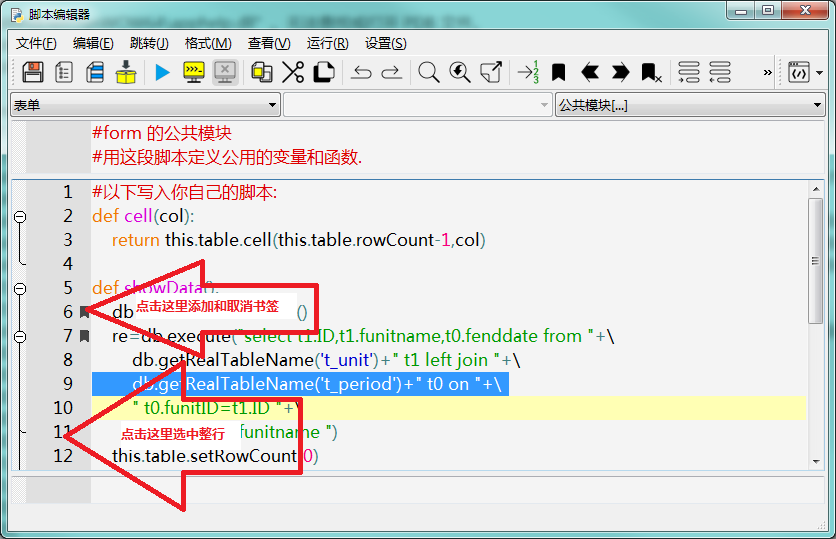 脚本编辑器
文件(F) 编辑(E) 跳转(J) 格式(M) 查看(V) 运行(R) 设置(S)
表单 公共模块[...]
#form 的公共模块
#用这段脚本定义公用的变量和函数.
1 #以下写入你自己的脚本:
2 def cell(col):
3 return this.table.cell(this.table.rowCount-1,col)
4
5 def showData():
6 db 点击这里添加和取消书签 ()
7 re=db.execute("select t1.ID,t1.funitname,t0.fenddate from "+\
8 db.getRealTableName('t_unit')+" t1 left join "+\
9 db.getRealTableName('t_period')+" t0 on "+\
10 " t0.funitID=t1.ID "+\
11 点击这里选中整行 funitname ")
12 this.table.setRowCount(0)